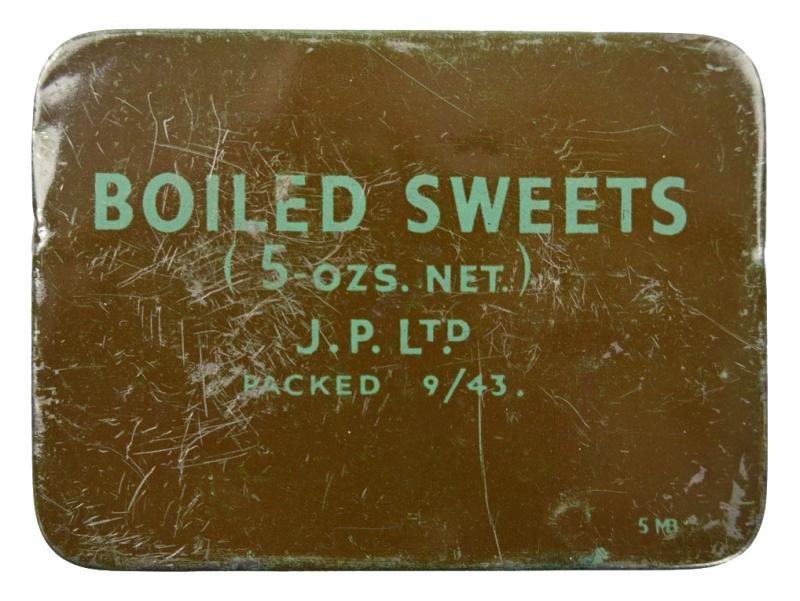 BOILED SWEETS
(5-OZS. NET.)
J.P. LTD.
PACKED 9/43.
5 MB